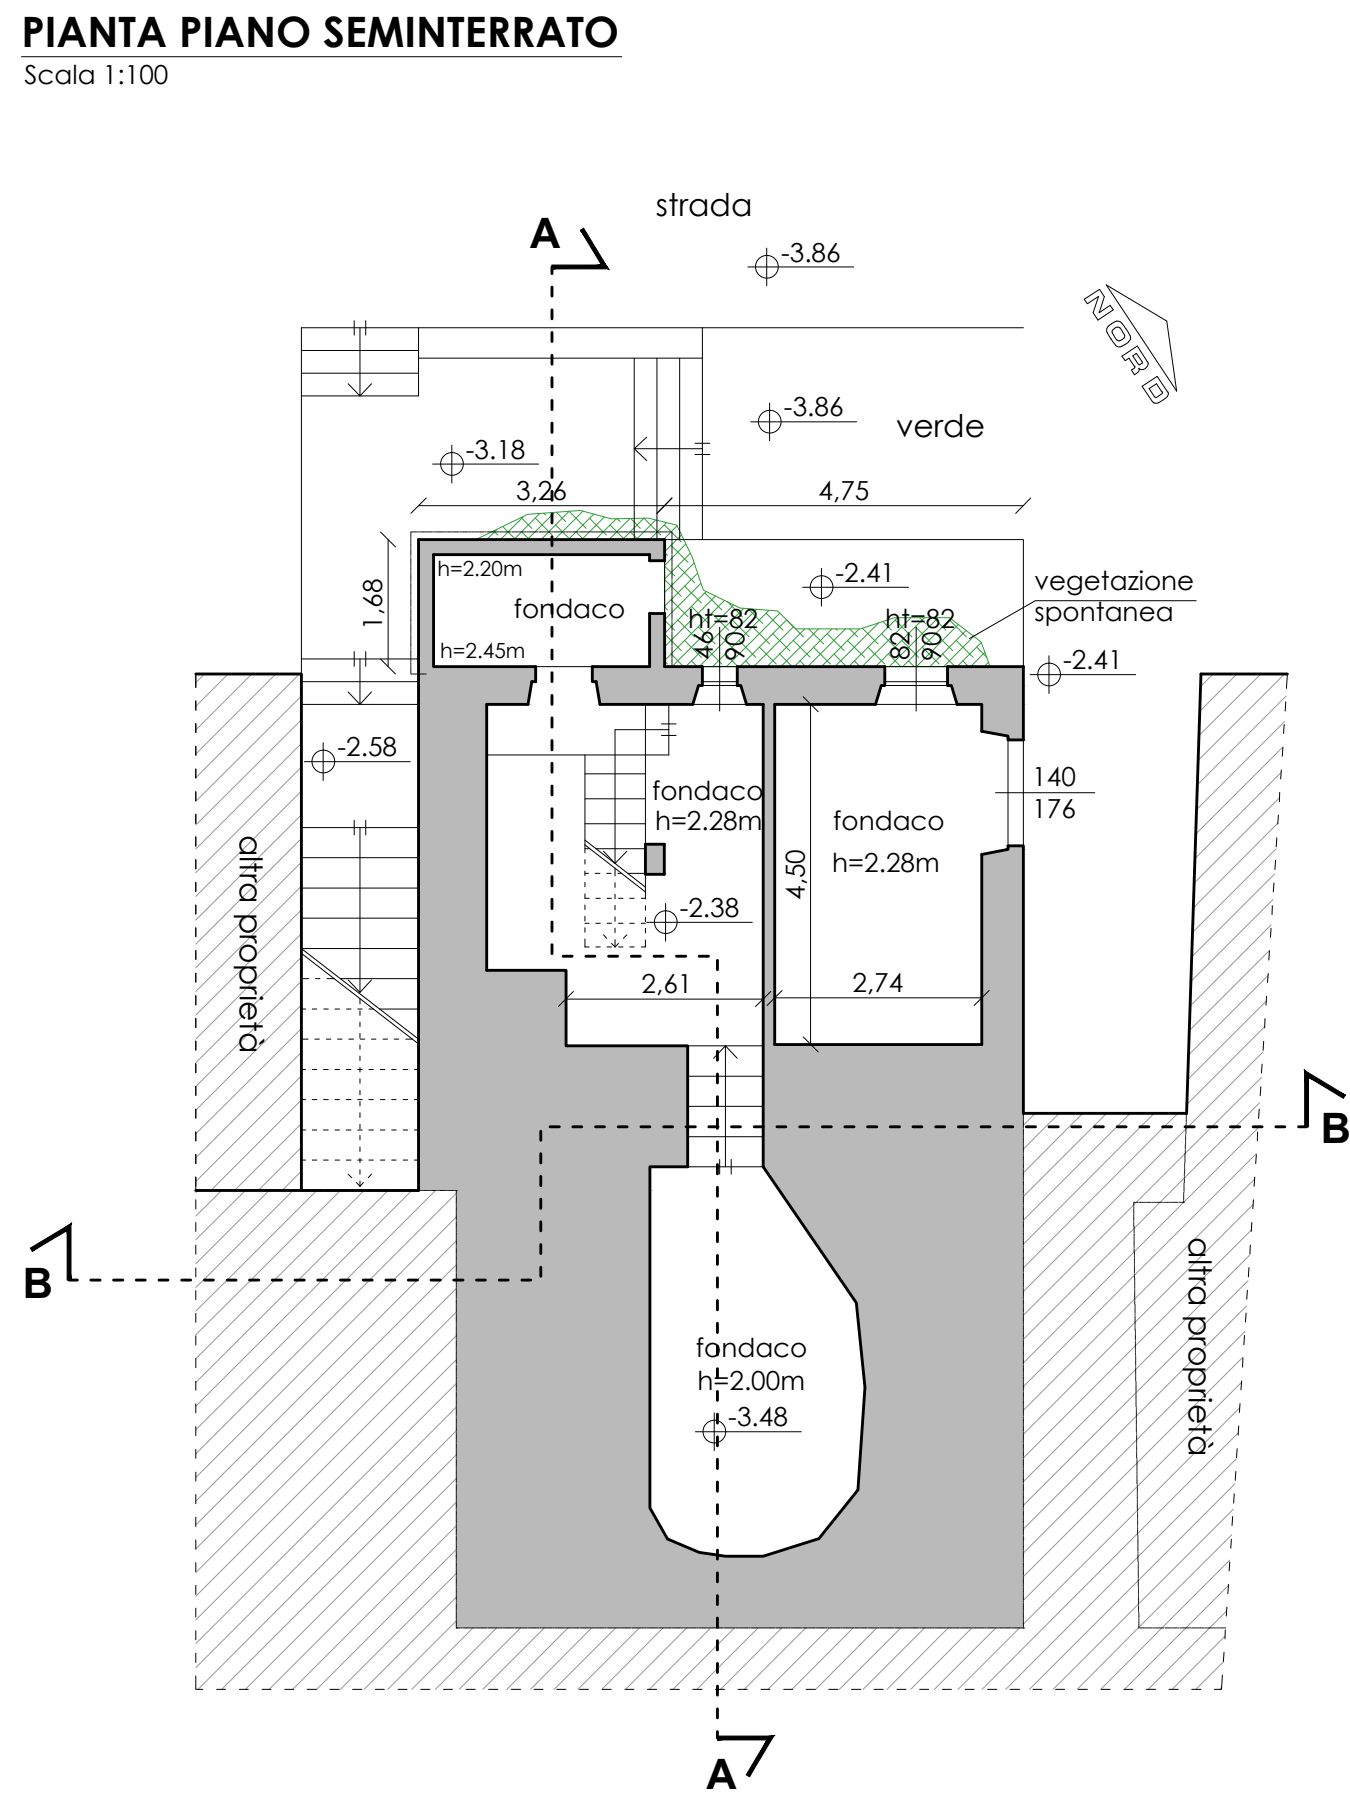 PIANTA PIANO SEMINTERRATO
Scala 1:100
strada
A
-3.86
NORD
-3.86
verde
-3.18
3,26
4,75
h=2.20m
1,68
fondaco
h=2.45m
-2.41
vegetazione
spontanea
ht=82
46
90
ht=82
82
90
-2.41
-2.58
fondaco
h=2.28m
140
176
fondaco
h=2.28m
4,50
altra proprietà
-2.38
2,61
2,74
B
B
altra proprietà
fondaco
h=2.00m
-3.48
A